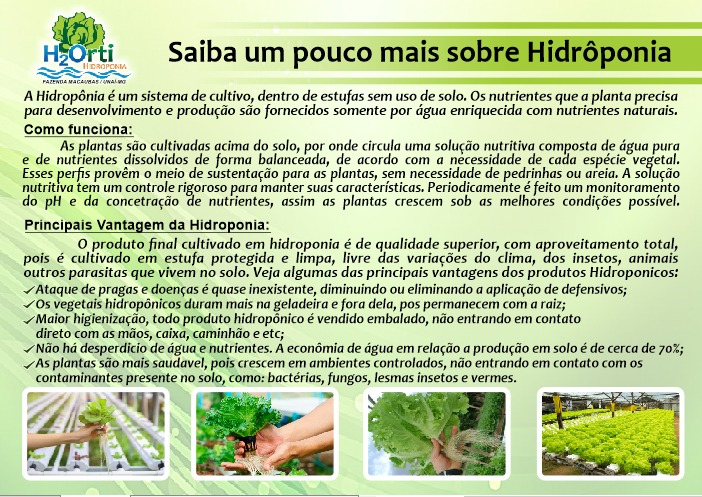 H2Orti
HIDROPONIA
FAZENDA MACAUBAS / UNAÍ-MG
Saiba um pouco mais sobre Hidrôponia
A Hidropônia é um sistema de cultivo, dentro de estufas sem uso de solo. Os nutrientes que a planta precisa
para desenvolvimento e produção são fornecidos somente por água enriquecida com nutrientes naturais.
Como funciona:
As plantas são cultivadas acima do solo, por onde circula uma solução nutritiva composta de água pura
e de nutrientes dissolvidos de forma balanceada, de acordo com a necessidade de cada espécie vegetal.
Esses perfis provêm o meio de sustentação para as plantas, sem necessidade de pedrinhas ou areia. A solução
nutritiva tem um controle rigoroso para manter suas características. Periodicamente é feito um monitoramento
do pH e da concetração de nutrientes, assim as plantas crescem sob as melhores condições possível.
Principais Vantagem da Hidroponia:
O produto final cultivado em hidroponia é de qualidade superior, com aproveitamento total,
pois é cultivado em estufa protegida e limpa, livre das variações do clima, dos insetos, animais
outros parasitas que vivem no solo. Veja algumas das principais vantagens dos produtos Hidroponicos:
✓Ataque de pragas e doenças é quase inexistente, diminuindo ou eliminando a aplicação de defensivos;
✓Os vegetais hidropônicos duram mais na geladeira e fora dela, pos permanecem com a raiz;
✓Maior higienização, todo produto hidropônico é vendido embalado, não entrando em contato
direto com as mãos, caixa, caminhão e etc;
✓Não há desperdicio de água e nutrientes. A econômia de água em relação a produção em solo é de cerca de 70%;
✓As plantas são mais saudavel, pois crescem em ambientes controlados, não entrando em contato com os
contaminantes presente no solo, como: bactérias, fungos, lesmas insetos e vermes.